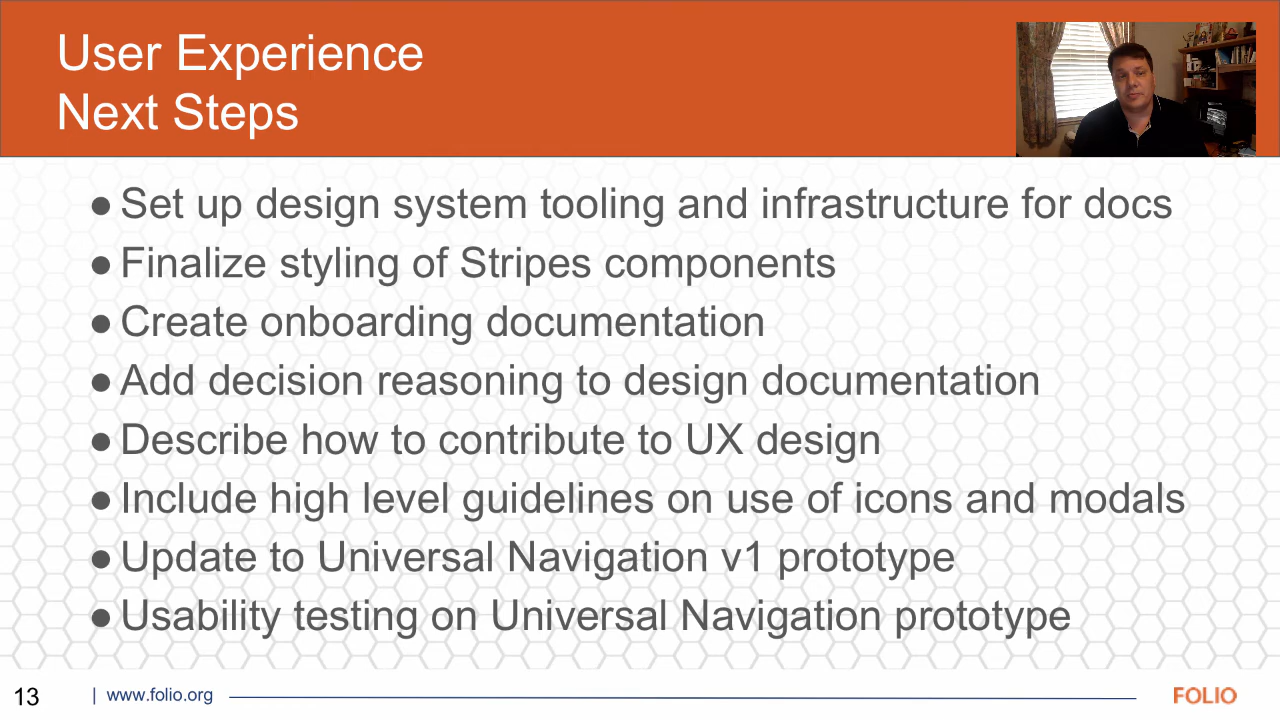 User Experience
Next Steps
● Set up design system tooling and infrastructure for docs
● Finalize styling of Stripes components
● Create onboarding documentation
● Add decision reasoning to design documentation
● Describe how to contribute to UX design
● Include high level guidelines on use of icons and modals
● Update to Universal Navigation v1 prototype
● Usability testing on Universal Navigation prototype
13 | www.folio.org FOLIO